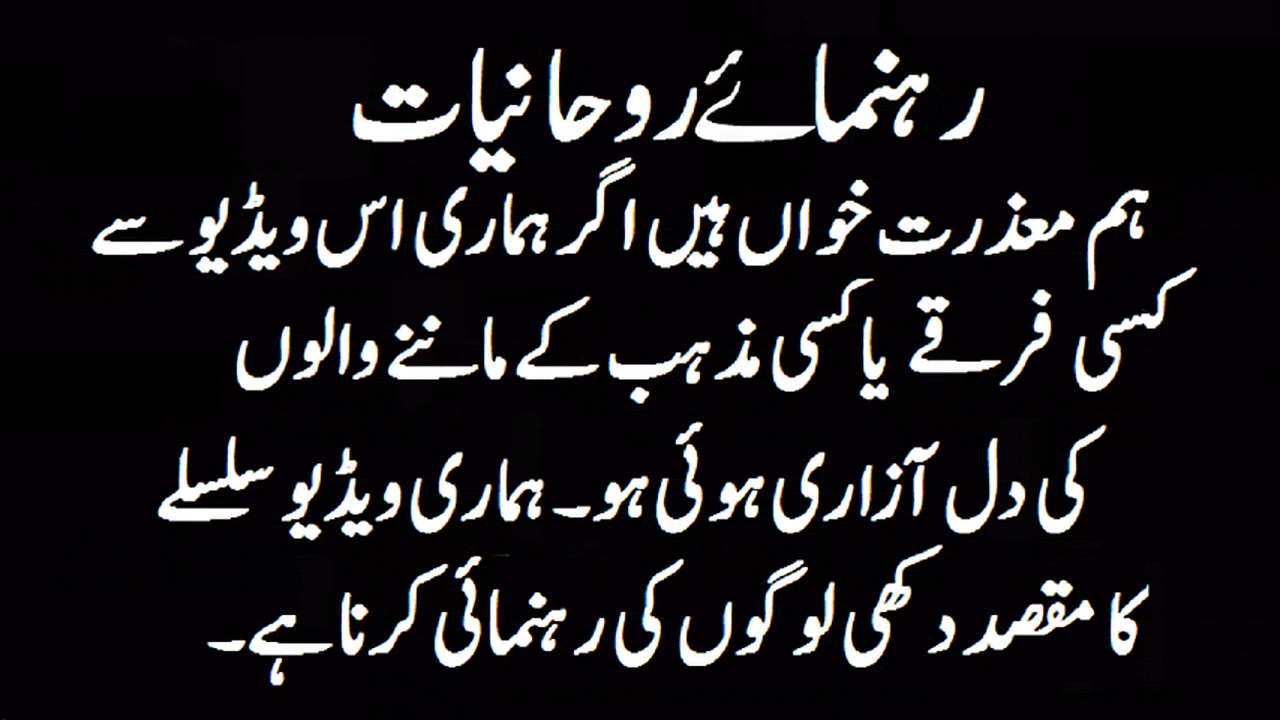 رہنمائے روحانیات
ہم معذرت خواں ہیں اگر ہماری اس ویڈیو سے
کسی فرقے یا کسی مذہب کے ماننے والوں
کی دل آزاری ہوئی ہو۔ ہماری ویڈیو سلسلے
کا مقصد دکھی لوگوں کی رہنمائی کرنا ہے۔